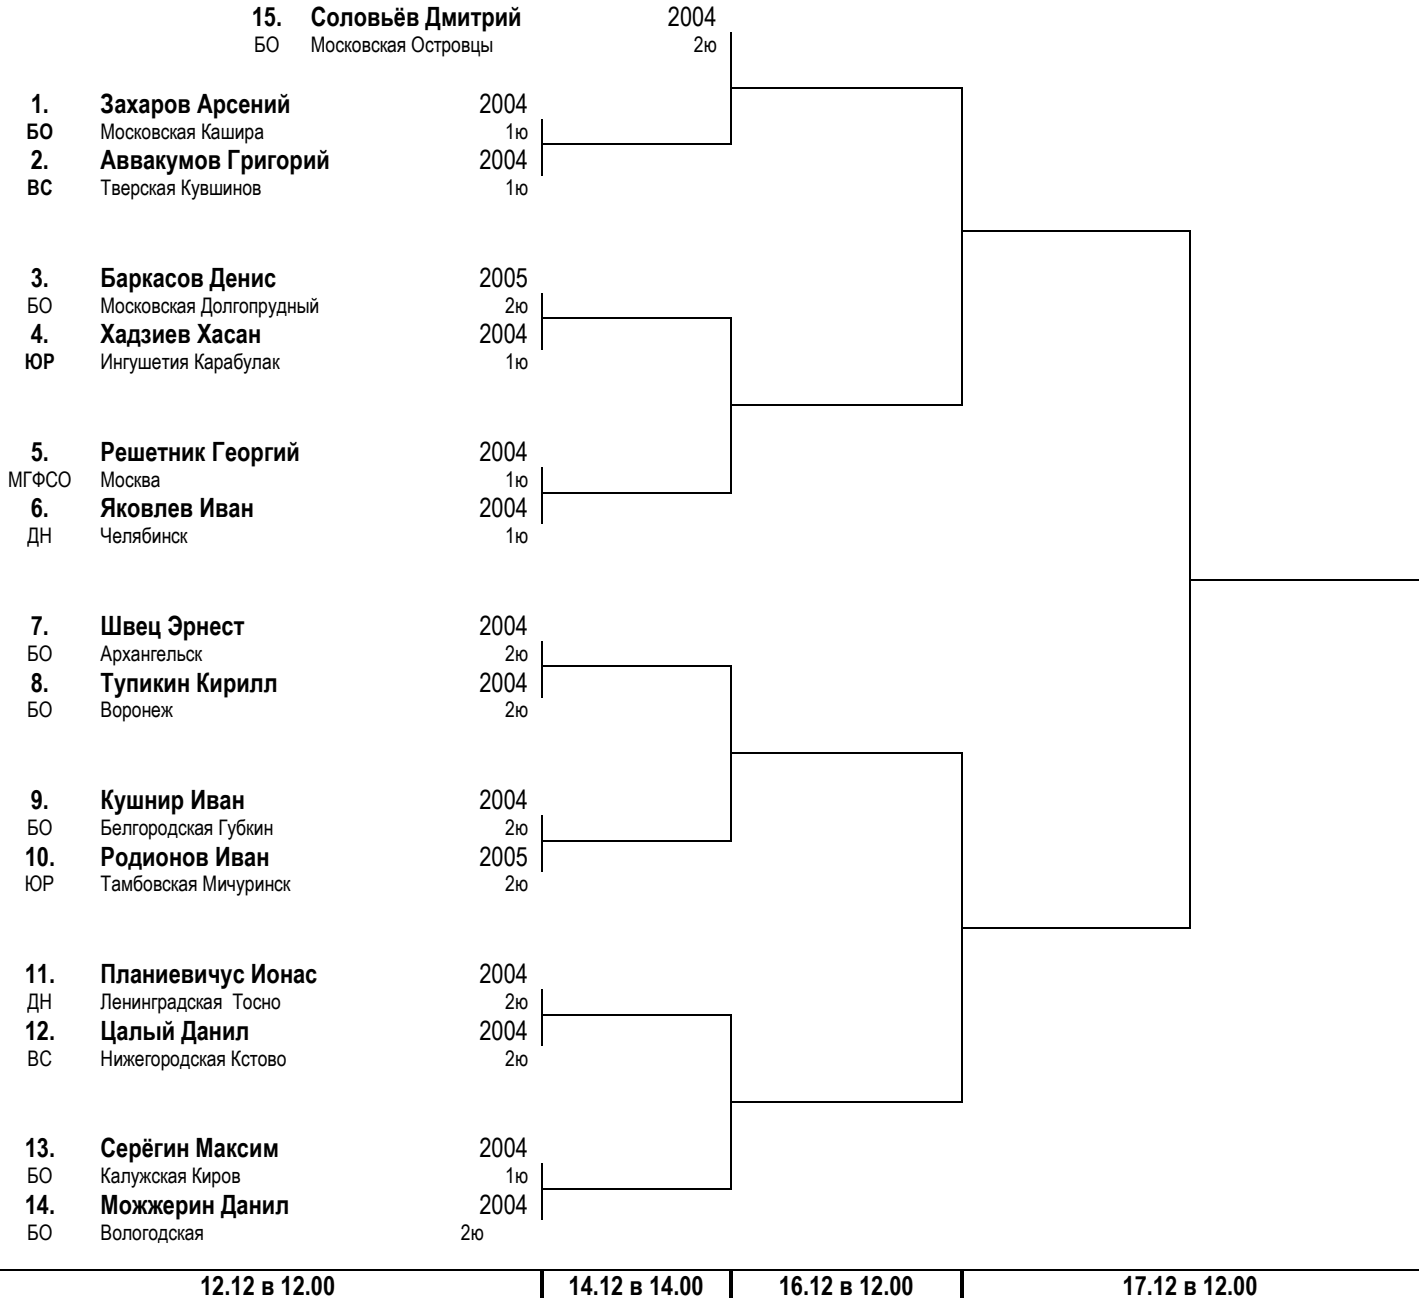 15. Соловьёв Дмитрий 2004
БО Московская Островцы 2ю
1. Захаров Арсений 2004
БО Московская Кашира 1ю
2. Аввакумов Григорий 2004
ВС Тверская Кувшинов 1ю
3. Баркасов Денис 2005
БО Московская Долгопрудный 2ю
4. Хадзиев Хасан 2004
ЮР Ингушетия Карабулак 1ю
5. Решетник Георгий 2004
МГФСО Москва 1ю
6. Яковлев Иван 2004
ДН Челябинск 1ю
7. Швец Эрнест 2004
БО Архангельск 2ю
8. Тупикин Кирилл 2004
БО Воронеж 2ю
9. Кушнир Иван 2004
БО Белгородская Губкин 2ю
10. Родионов Иван 2005
ЮР Тамбовская Мичуринск 2ю
11. Планиевичус Ионас 2004
ДН Ленинградская Тосно 2ю
12. Цалый Данил 2004
ВС Нижегородская Кстово 2ю
13. Серёгин Максим 2004
БО Калужская Киров 1ю
14. Можжерин Данил 2004
БО Вологодская 2ю
12.12 в 12.00 14.12 в 14.00 16.12 в 12.00 17.12 в 12.00